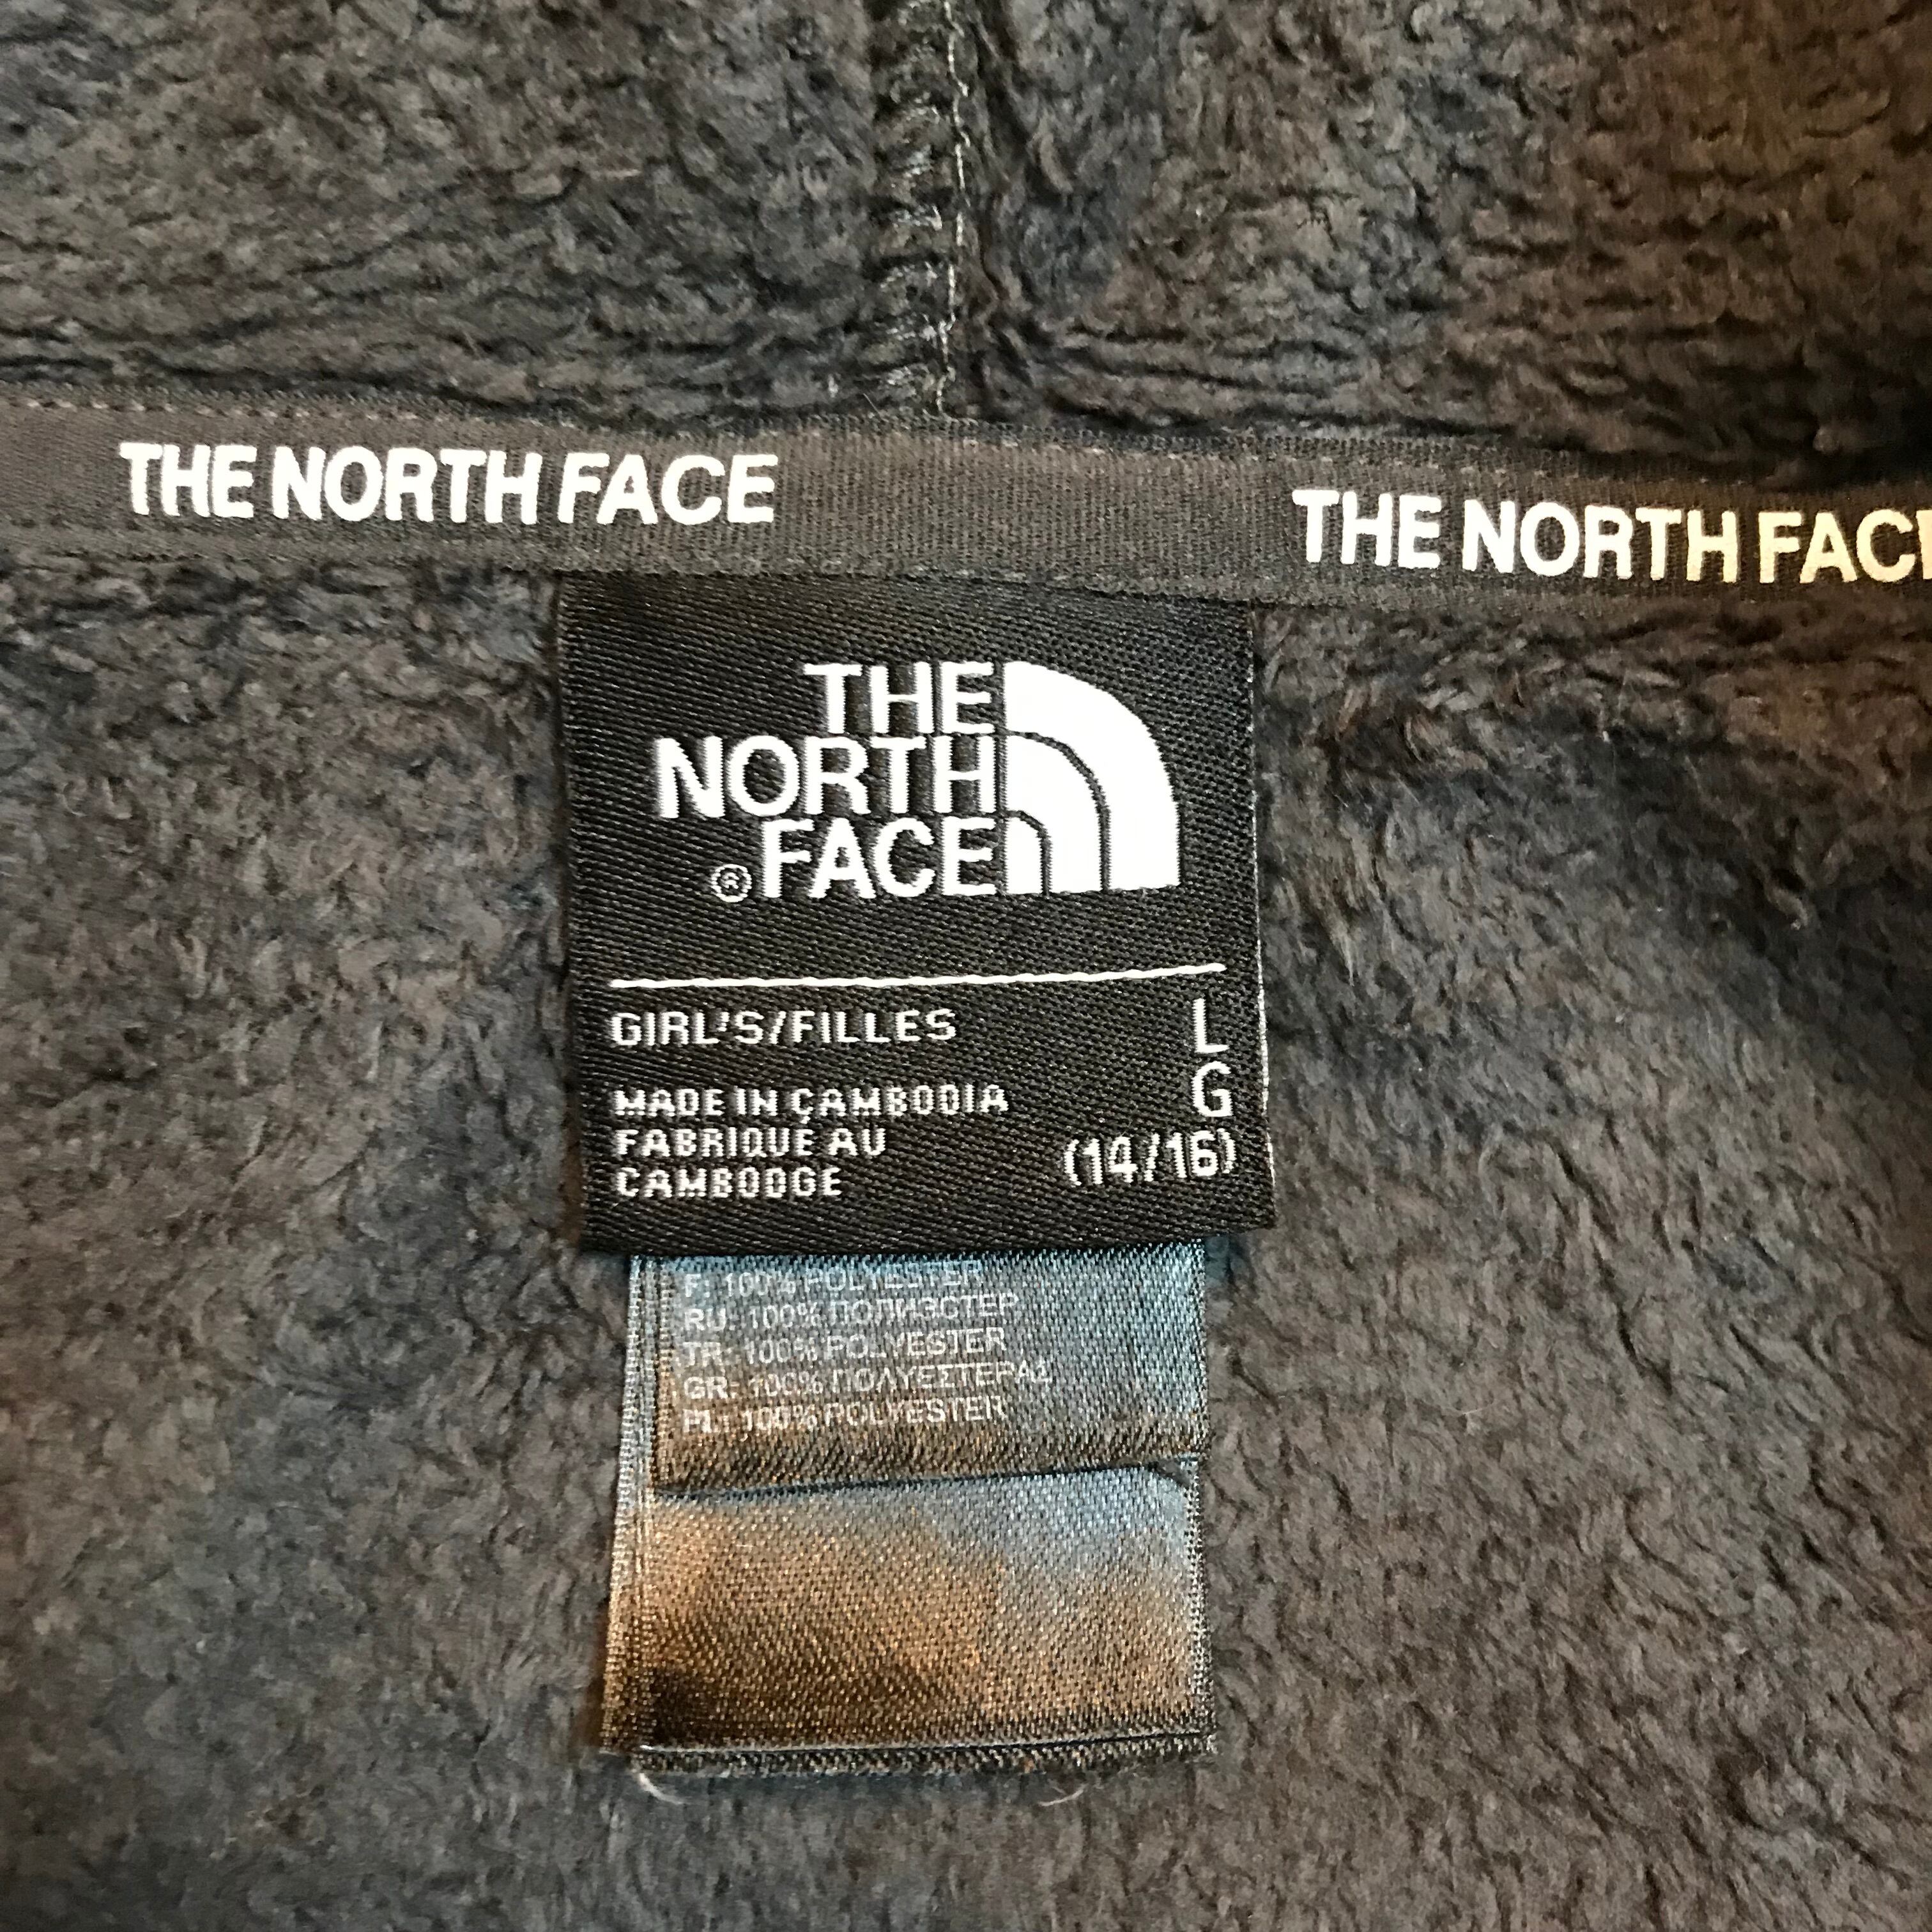 THE NORTH FACE
THE NORTH FACE
THE
NORTH
® FACE
GIRL'S/FILLES L
G
MADE IN CAMBODIA
FABRIQUE AU
CAMBODGE
(14/16)
F: 100% POLYESTER
RU: 100% ПОЛИЭСТЕР
TR: 100% POLYESTER
GR: 100% ΠΟΛΥΕΣΤΕΡΑΣ
PL: 100% POLYESTER